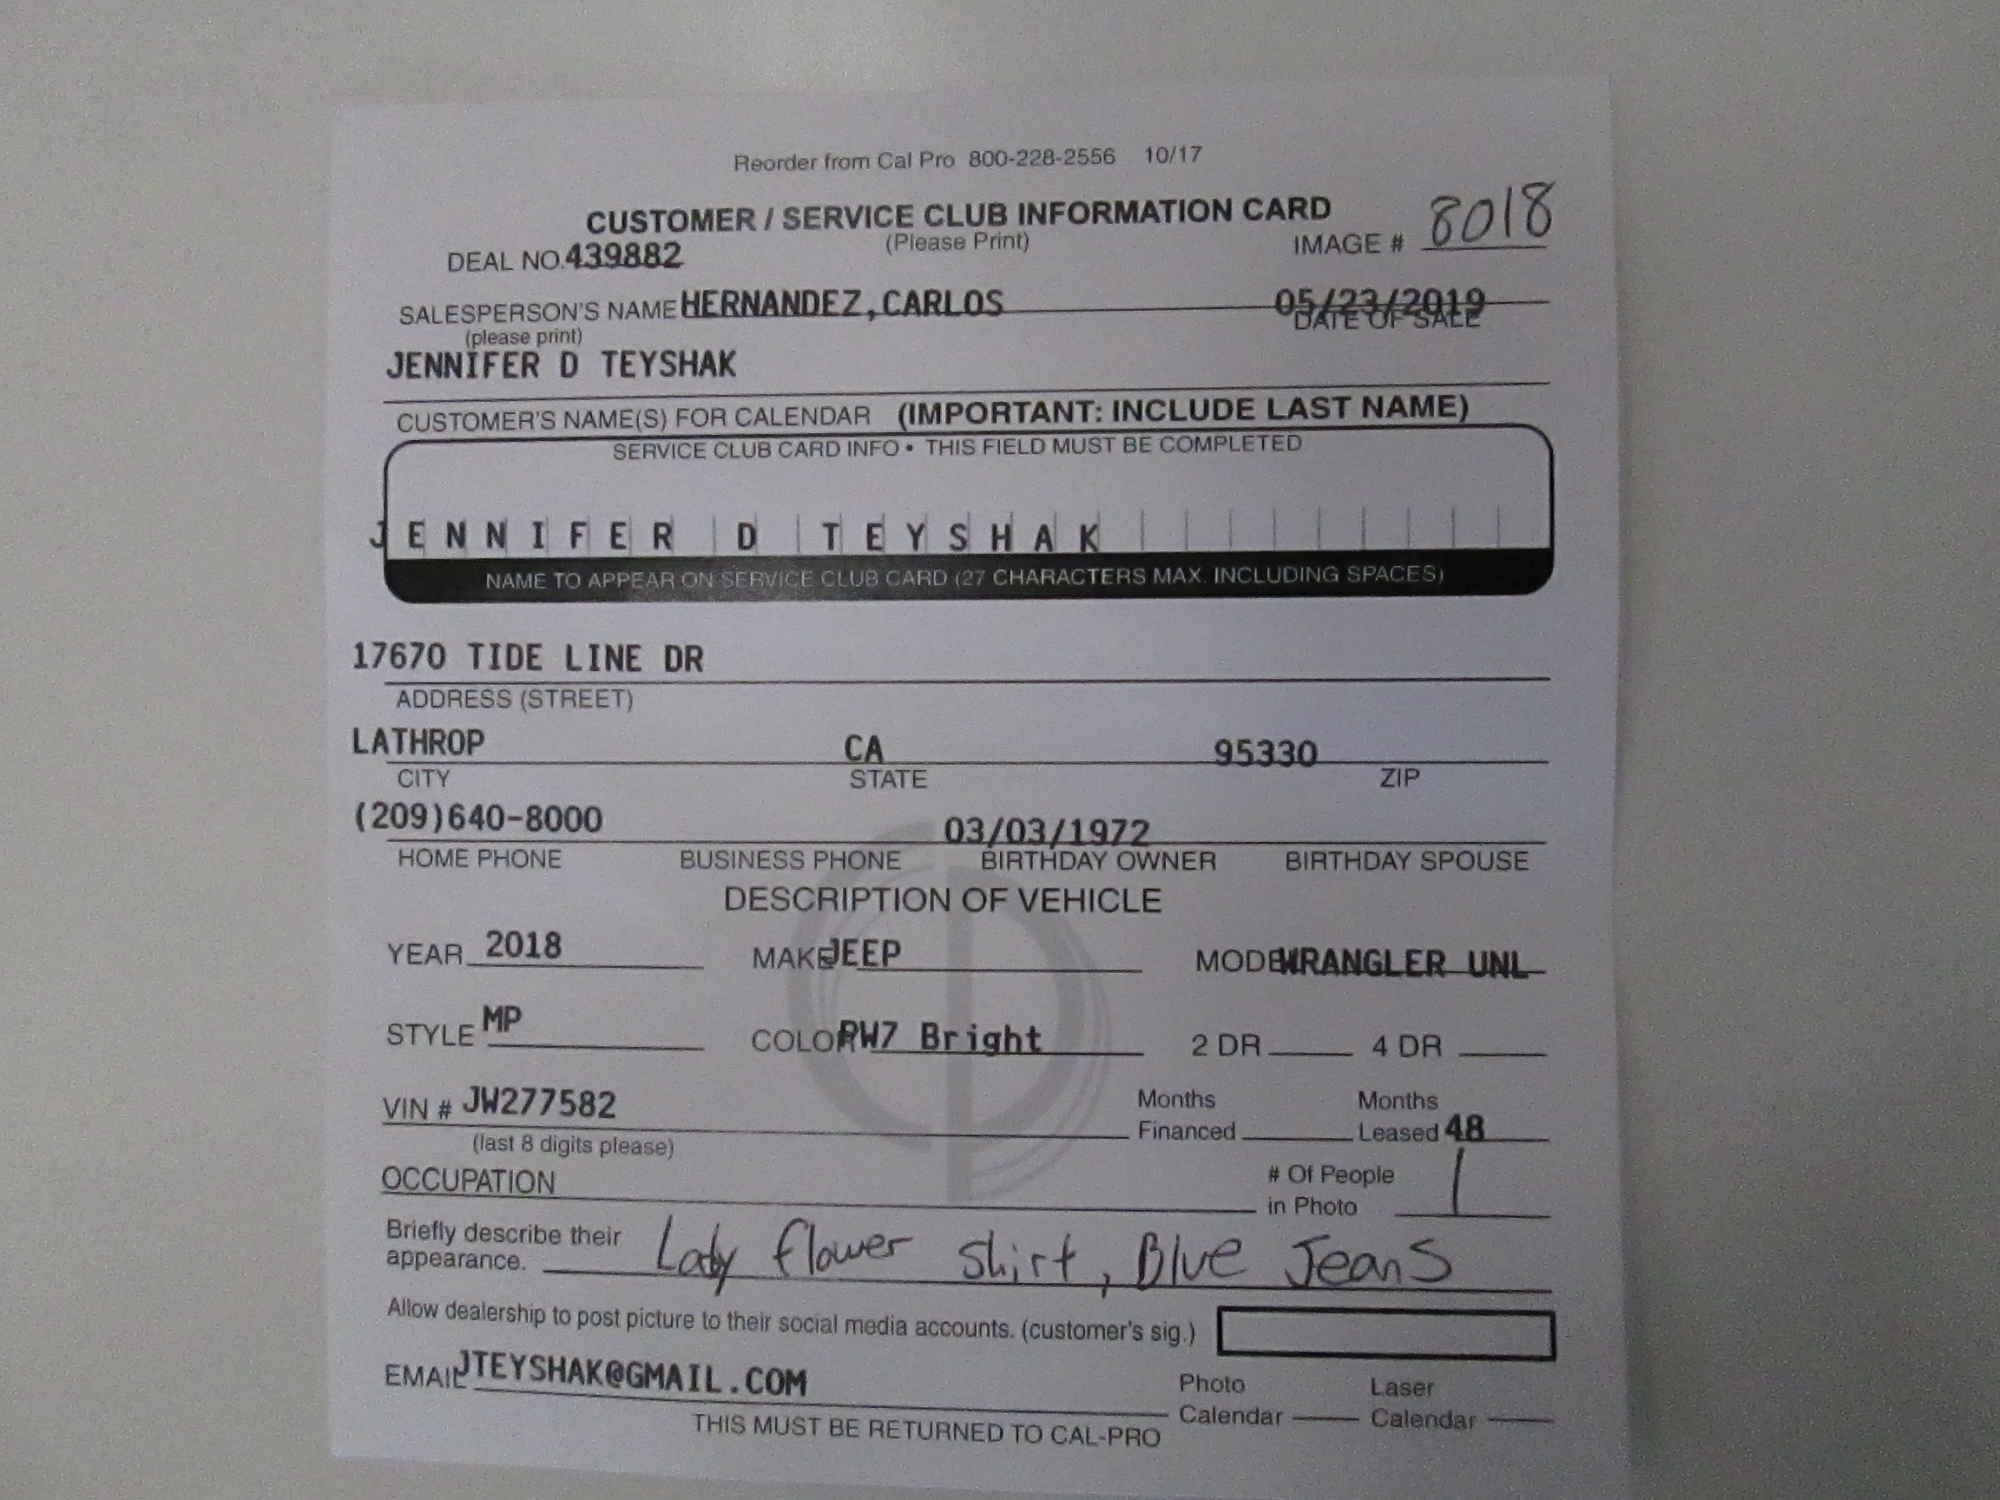 Reorder from Cal Pro 800-228-2556 10/17
CUSTOMER / SERVICE CLUB INFORMATION CARD
(Please Print)
DEAL NO. 439882 IMAGE # 8018
SALESPERSON'S NAME HERNANDEZ,CARLOS 05/23/2019
(please print) DATE OF SALE
JENNIFER D TEYSHAK
CUSTOMER'S NAME(S) FOR CALENDAR (IMPORTANT: INCLUDE LAST NAME)
SERVICE CLUB CARD INFO • THIS FIELD MUST BE COMPLETED
JENNIFER D TEYSHAK
NAME TO APPEAR ON SERVICE CLUB CARD (27 CHARACTERS MAX. INCLUDING SPACES)
17670 TIDE LINE DR
ADDRESS (STREET)
LATHROP CA 95330
CITY STATE ZIP
(209)640-8000 03/03/1972
HOME PHONE BUSINESS PHONE BIRTHDAY OWNER BIRTHDAY SPOUSE
DESCRIPTION OF VEHICLE
YEAR 2018 MAKE JEEP MODEL WRANGLER UNL
STYLE MP COLOR PW7 Bright 2 DR 4 DR
VIN # JW277582 Months Financed Months Leased 48
(last 8 digits please)
OCCUPATION # Of People in Photo 1
Briefly describe their appearance. Lady flower shirt, Blue Jeans
Allow dealership to post picture to their social media accounts. (customer's sig.)
EMAIL JTEYSHAK@GMAIL.COM Photo Calendar Laser Calendar
THIS MUST BE RETURNED TO CAL-PRO